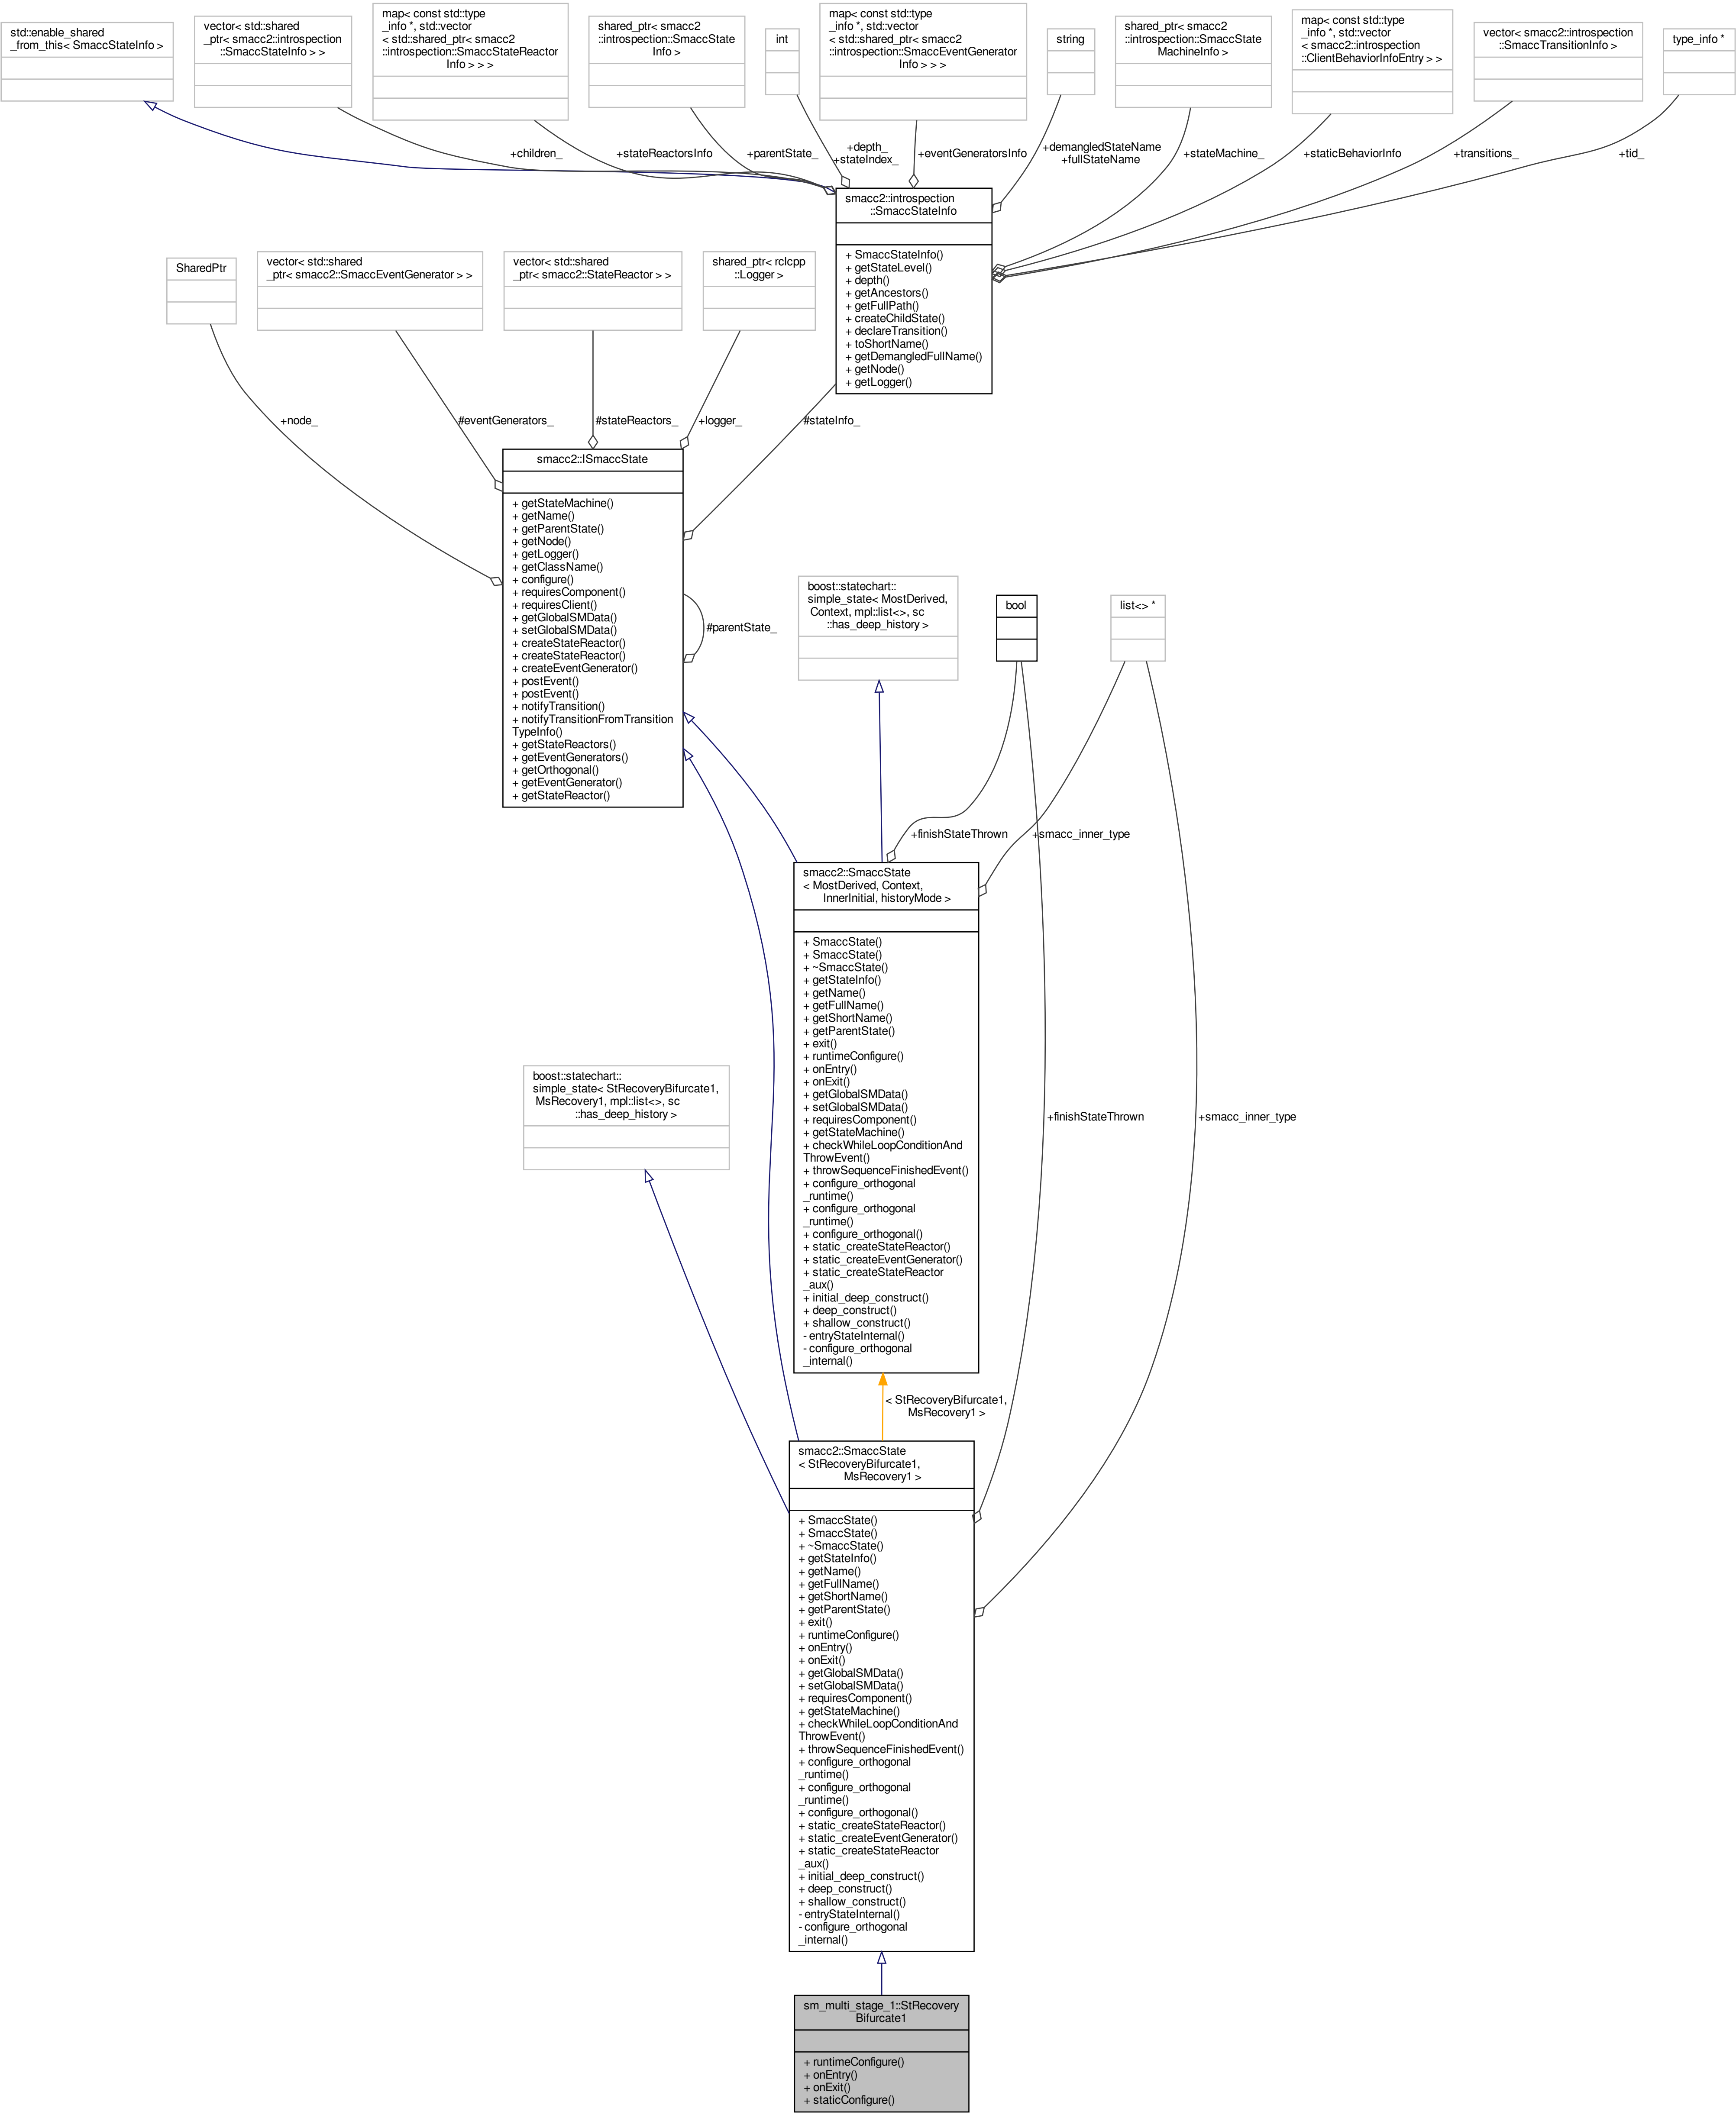 std::enable_shared
_from_this< SmaccStateInfo >
vector< std::shared
_ptr< smacc2::introspection
::SmaccStateInfo > >
map< const std::type
_info *, std::vector
< std::shared_ptr< smacc2
::introspection::SmaccStateReactor
Info > > >
shared_ptr< smacc2
::introspection::SmaccState
Info >
int
map< const std::type
_info *, std::vector
< std::shared_ptr< smacc2
::introspection::SmaccEventGenerator
Info > > >
string
shared_ptr< smacc2
::introspection::SmaccState
MachineInfo >
map< const std::type
_info *, std::vector
< smacc2::introspection
::ClientBehaviorInfoEntry > >
vector< smacc2::introspection
::SmaccTransitionInfo >
type_info *
+children_
+stateReactorsInfo
+parentState_
+depth_
+stateIndex_
+eventGeneratorsInfo
+demangledStateName
+fullStateName
+stateMachine_
+staticBehaviorInfo
+transitions_
+tid_
smacc2::introspection
::SmaccStateInfo
+ SmaccStateInfo()
+ getStateLevel()
+ depth()
+ getAncestors()
+ getFullPath()
+ createChildState()
+ declareTransition()
+ toShortName()
+ getDemangledFullName()
+ getNode()
+ getLogger()
SharedPtr
vector< std::shared
_ptr< smacc2::SmaccEventGenerator > >
vector< std::shared
_ptr< smacc2::StateReactor > >
shared_ptr< rclcpp
::Logger >
+node_
#eventGenerators_
#stateReactors_
+logger_
#stateInfo_
smacc2::ISmaccState
+ getStateMachine()
+ getName()
+ getParentState()
+ getNode()
+ getLogger()
+ getClassName()
+ configure()
+ requiresComponent()
+ requiresClient()
+ getGlobalSMData()
+ setGlobalSMData()
+ createStateReactor()
+ createStateReactor()
+ createEventGenerator()
+ postEvent()
+ postEvent()
+ notifyTransition()
+ notifyTransitionFromTransition
TypeInfo()
+ getStateReactors()
+ getEventGenerators()
+ getOrthogonal()
+ getEventGenerator()
+ getStateReactor()
#parentState_
boost::statechart::
simple_state< MostDerived,
Context, mpl::list<>, sc
::has_deep_history >
bool
list<> *
+finishStateThrown
+smacc_inner_type
smacc2::SmaccState
< MostDerived, Context,
InnerInitial, historyMode >
+ SmaccState()
+ SmaccState()
+ ~SmaccState()
+ getStateInfo()
+ getName()
+ getFullName()
+ getShortName()
+ getParentState()
+ exit()
+ runtimeConfigure()
+ onEntry()
+ onExit()
+ getGlobalSMData()
+ setGlobalSMData()
+ requiresComponent()
+ getStateMachine()
+ checkWhileLoopConditionAnd
ThrowEvent()
+ throwSequenceFinishedEvent()
+ configure_orthogonal
_runtime()
+ configure_orthogonal
_runtime()
+ configure_orthogonal()
+ static_createStateReactor()
+ static_createEventGenerator()
+ static_createStateReactor
_aux()
+ initial_deep_construct()
+ deep_construct()
+ shallow_construct()
- entryStateInternal()
- configure_orthogonal
_internal()
boost::statechart::
simple_state< StRecoveryBifurcate1,
MsRecovery1, mpl::list<>, sc
::has_deep_history >
+finishStateThrown
+smacc_inner_type
< StRecoveryBifurcate1,
MsRecovery1 >
smacc2::SmaccState
< StRecoveryBifurcate1,
MsRecovery1 >
+ SmaccState()
+ SmaccState()
+ ~SmaccState()
+ getStateInfo()
+ getName()
+ getFullName()
+ getShortName()
+ getParentState()
+ exit()
+ runtimeConfigure()
+ onEntry()
+ onExit()
+ getGlobalSMData()
+ setGlobalSMData()
+ requiresComponent()
+ getStateMachine()
+ checkWhileLoopConditionAnd
ThrowEvent()
+ throwSequenceFinishedEvent()
+ configure_orthogonal
_runtime()
+ configure_orthogonal
_runtime()
+ configure_orthogonal()
+ static_createStateReactor()
+ static_createEventGenerator()
+ static_createStateReactor
_aux()
+ initial_deep_construct()
+ deep_construct()
+ shallow_construct()
- entryStateInternal()
- configure_orthogonal
_internal()
sm_multi_stage_1::StRecovery
Bifurcate1
+ runtimeConfigure()
+ onEntry()
+ onExit()
+ staticConfigure()